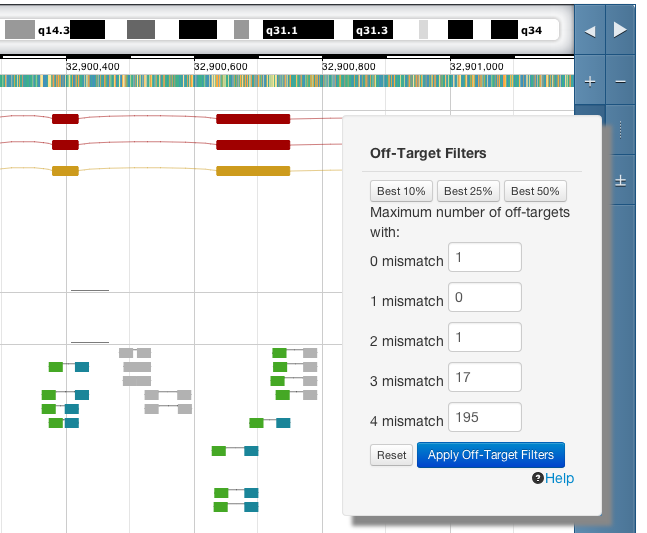 q14.3 q31.1 q31.3 q34
32,900,400 32,900,600 32,900,800 32,901,000
Off-Target Filters
Best 10% Best 25% Best 50%
Maximum number of off-targets
with:
0 mismatch 1
1 mismatch 0
2 mismatch 1
3 mismatch 17
4 mismatch 195
Reset Apply Off-Target Filters
Help